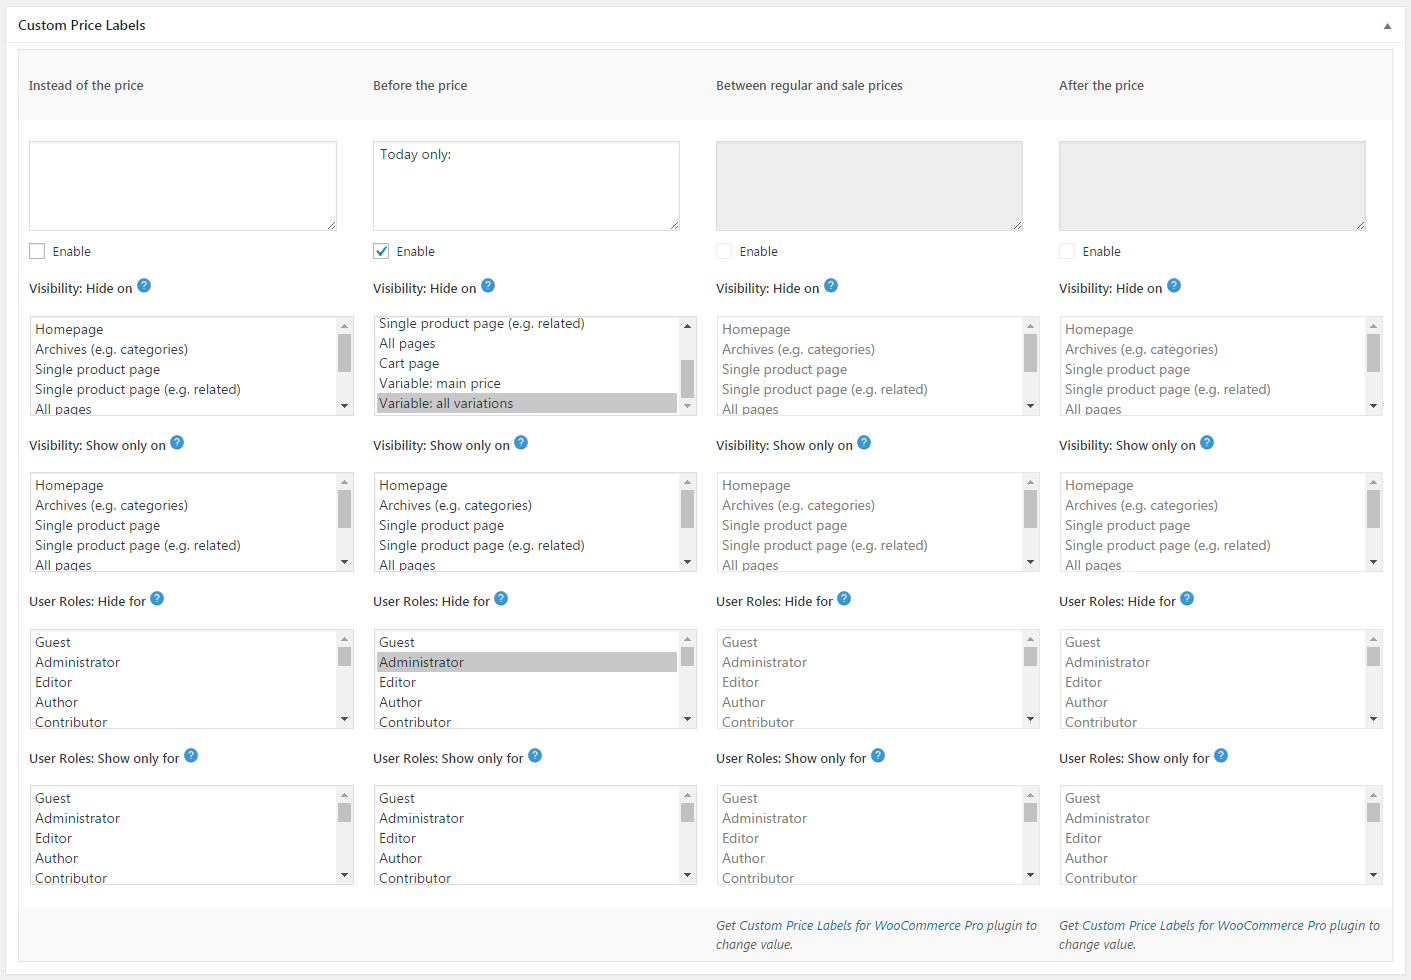 Custom Price Labels
Instead of the price
Before the price
Between regular and sale prices
After the price
Today only:
Enable
Enable
Enable
Enable
Visibility: Hide on ?
Visibility: Hide on ?
Visibility: Hide on ?
Visibility: Hide on ?
Homepage
Archives (e.g. categories)
Single product page
Single product page (e.g. related)
All pages
Single product page (e.g. related)
All pages
Cart page
Variable: main price
Variable: all variations
Homepage
Archives (e.g. categories)
Single product page
Single product page (e.g. related)
All pages
Homepage
Archives (e.g. categories)
Single product page
Single product page (e.g. related)
All pages
Visibility: Show only on ?
Visibility: Show only on ?
Visibility: Show only on ?
Visibility: Show only on ?
Homepage
Archives (e.g. categories)
Single product page
Single product page (e.g. related)
All pages
Homepage
Archives (e.g. categories)
Single product page
Single product page (e.g. related)
All pages
Homepage
Archives (e.g. categories)
Single product page
Single product page (e.g. related)
All pages
Homepage
Archives (e.g. categories)
Single product page
Single product page (e.g. related)
All pages
User Roles: Hide for ?
User Roles: Hide for ?
User Roles: Hide for ?
User Roles: Hide for ?
Guest
Administrator
Editor
Author
Contributor
Guest
Administrator
Editor
Author
Contributor
Guest
Administrator
Editor
Author
Contributor
Guest
Administrator
Editor
Author
Contributor
User Roles: Show only for ?
User Roles: Show only for ?
User Roles: Show only for ?
User Roles: Show only for ?
Guest
Administrator
Editor
Author
Contributor
Guest
Administrator
Editor
Author
Contributor
Guest
Administrator
Editor
Author
Contributor
Guest
Administrator
Editor
Author
Contributor
Get Custom Price Labels for WooCommerce Pro plugin to
change value.
Get Custom Price Labels for WooCommerce Pro plugin to
change value.